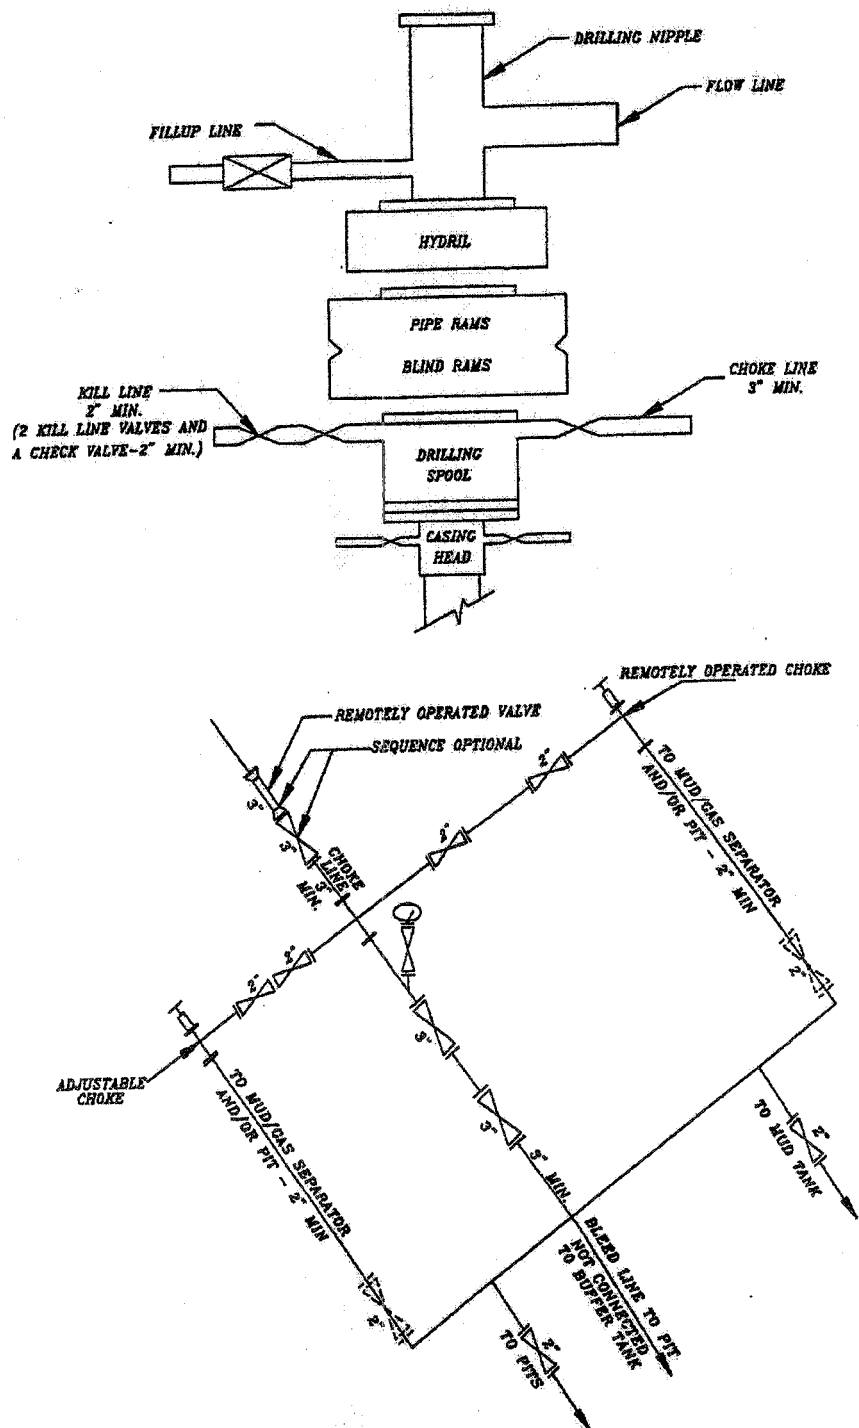 DRILLING NIPPLE
FLOW LINE
FILLUP LINE
HYDRIL
PIPE RAMS
BLIND RAMS
CHOKE LINE
3" MIN.
KILL LINE
2" MIN.
(2 KILL LINE VALVES AND
A CHECK VALVE-2" MIN.)
DRILLING
SPOOL
CASING
HEAD
REMOTELY OPERATED CHOKE
REMOTELY OPERATED VALVE
SEQUENCE OPTIONAL
3"
3"
CHOKE
LINE
3"
MIN.
2"
2"
TO MUD/GAS SEPARATOR
AND/OR PIT - 2" MIN
2"
2"
2"
ADJUSTABLE
CHOKE
TO MUD/GAS SEPARATOR
AND/OR PIT - 2" MIN
2"
3"
3"
3" MIN.
BLEED LINE TO PIT
NOT CONNECTED
TO BUFFER TANK
TO MUD TANK
2"
TO PITS
2"